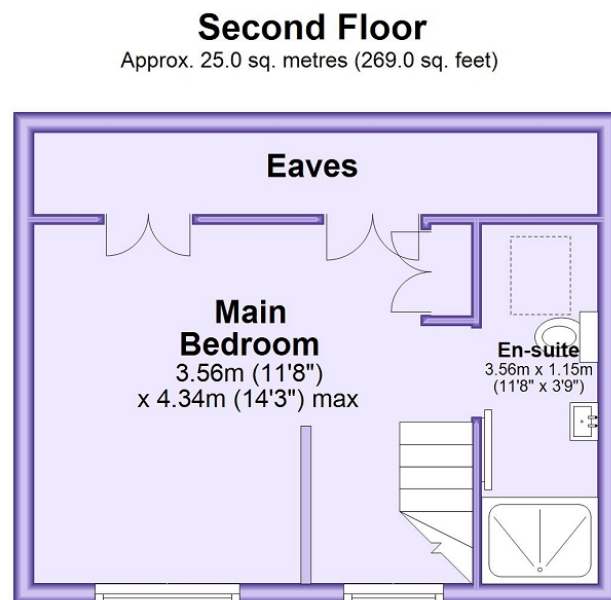 Second Floor
Approx. 25.0 sq. metres (269.0 sq. feet)
Eaves
Main
Bedroom
3.56m (11'8")
x 4.34m (14'3") max
En-suite
3.56m x 1.15m
(11'8" x 3'9")